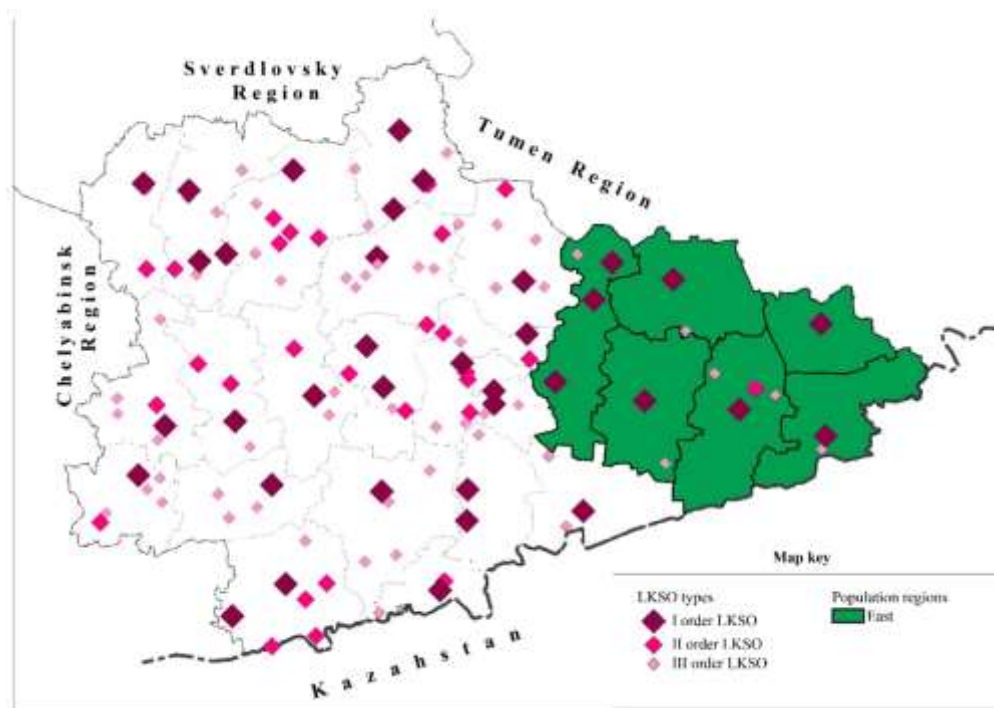 Sverdlovsky
Region
Tumen Region
Chelyabinsk
Region
Kazahstan
Map key
LKSO types
I order LKSO
II order LKSO
III order LKSO
Population regions
East